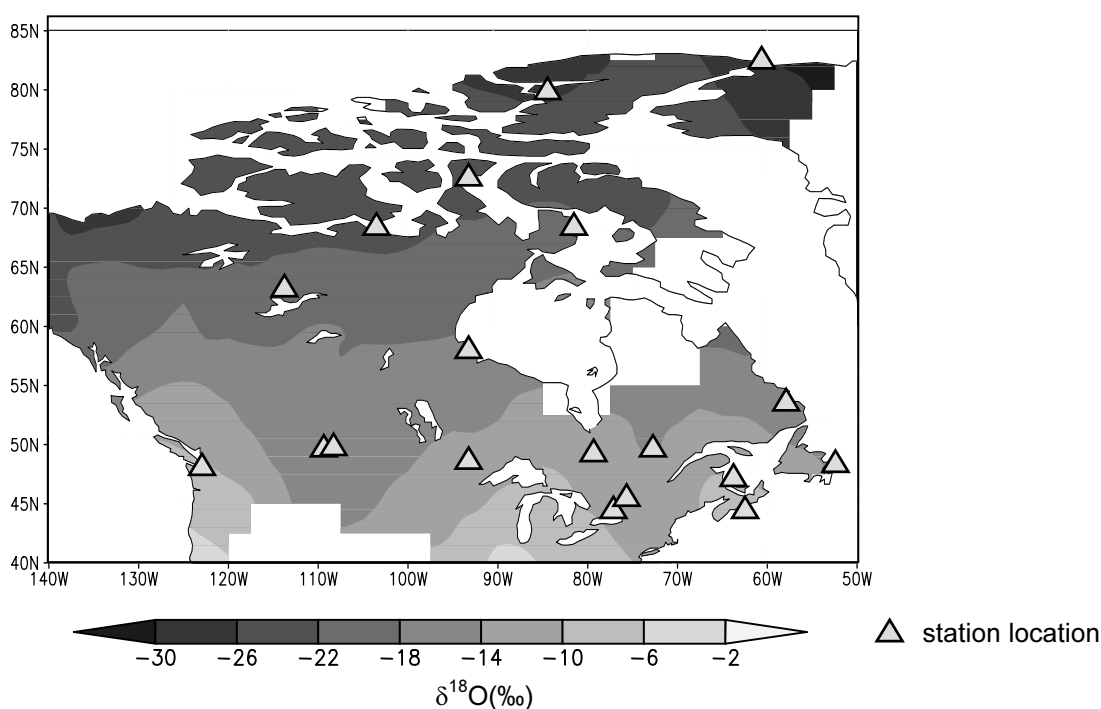 85N
80N
75N
70N
65N
60N
55N
50N
45N
40N
140W 130W 120W 110W 100W 90W 80W 70W 60W 50W
−30 −26 −22 −18 −14 −10 −6 −2
station location
δ¹⁸O(‰)